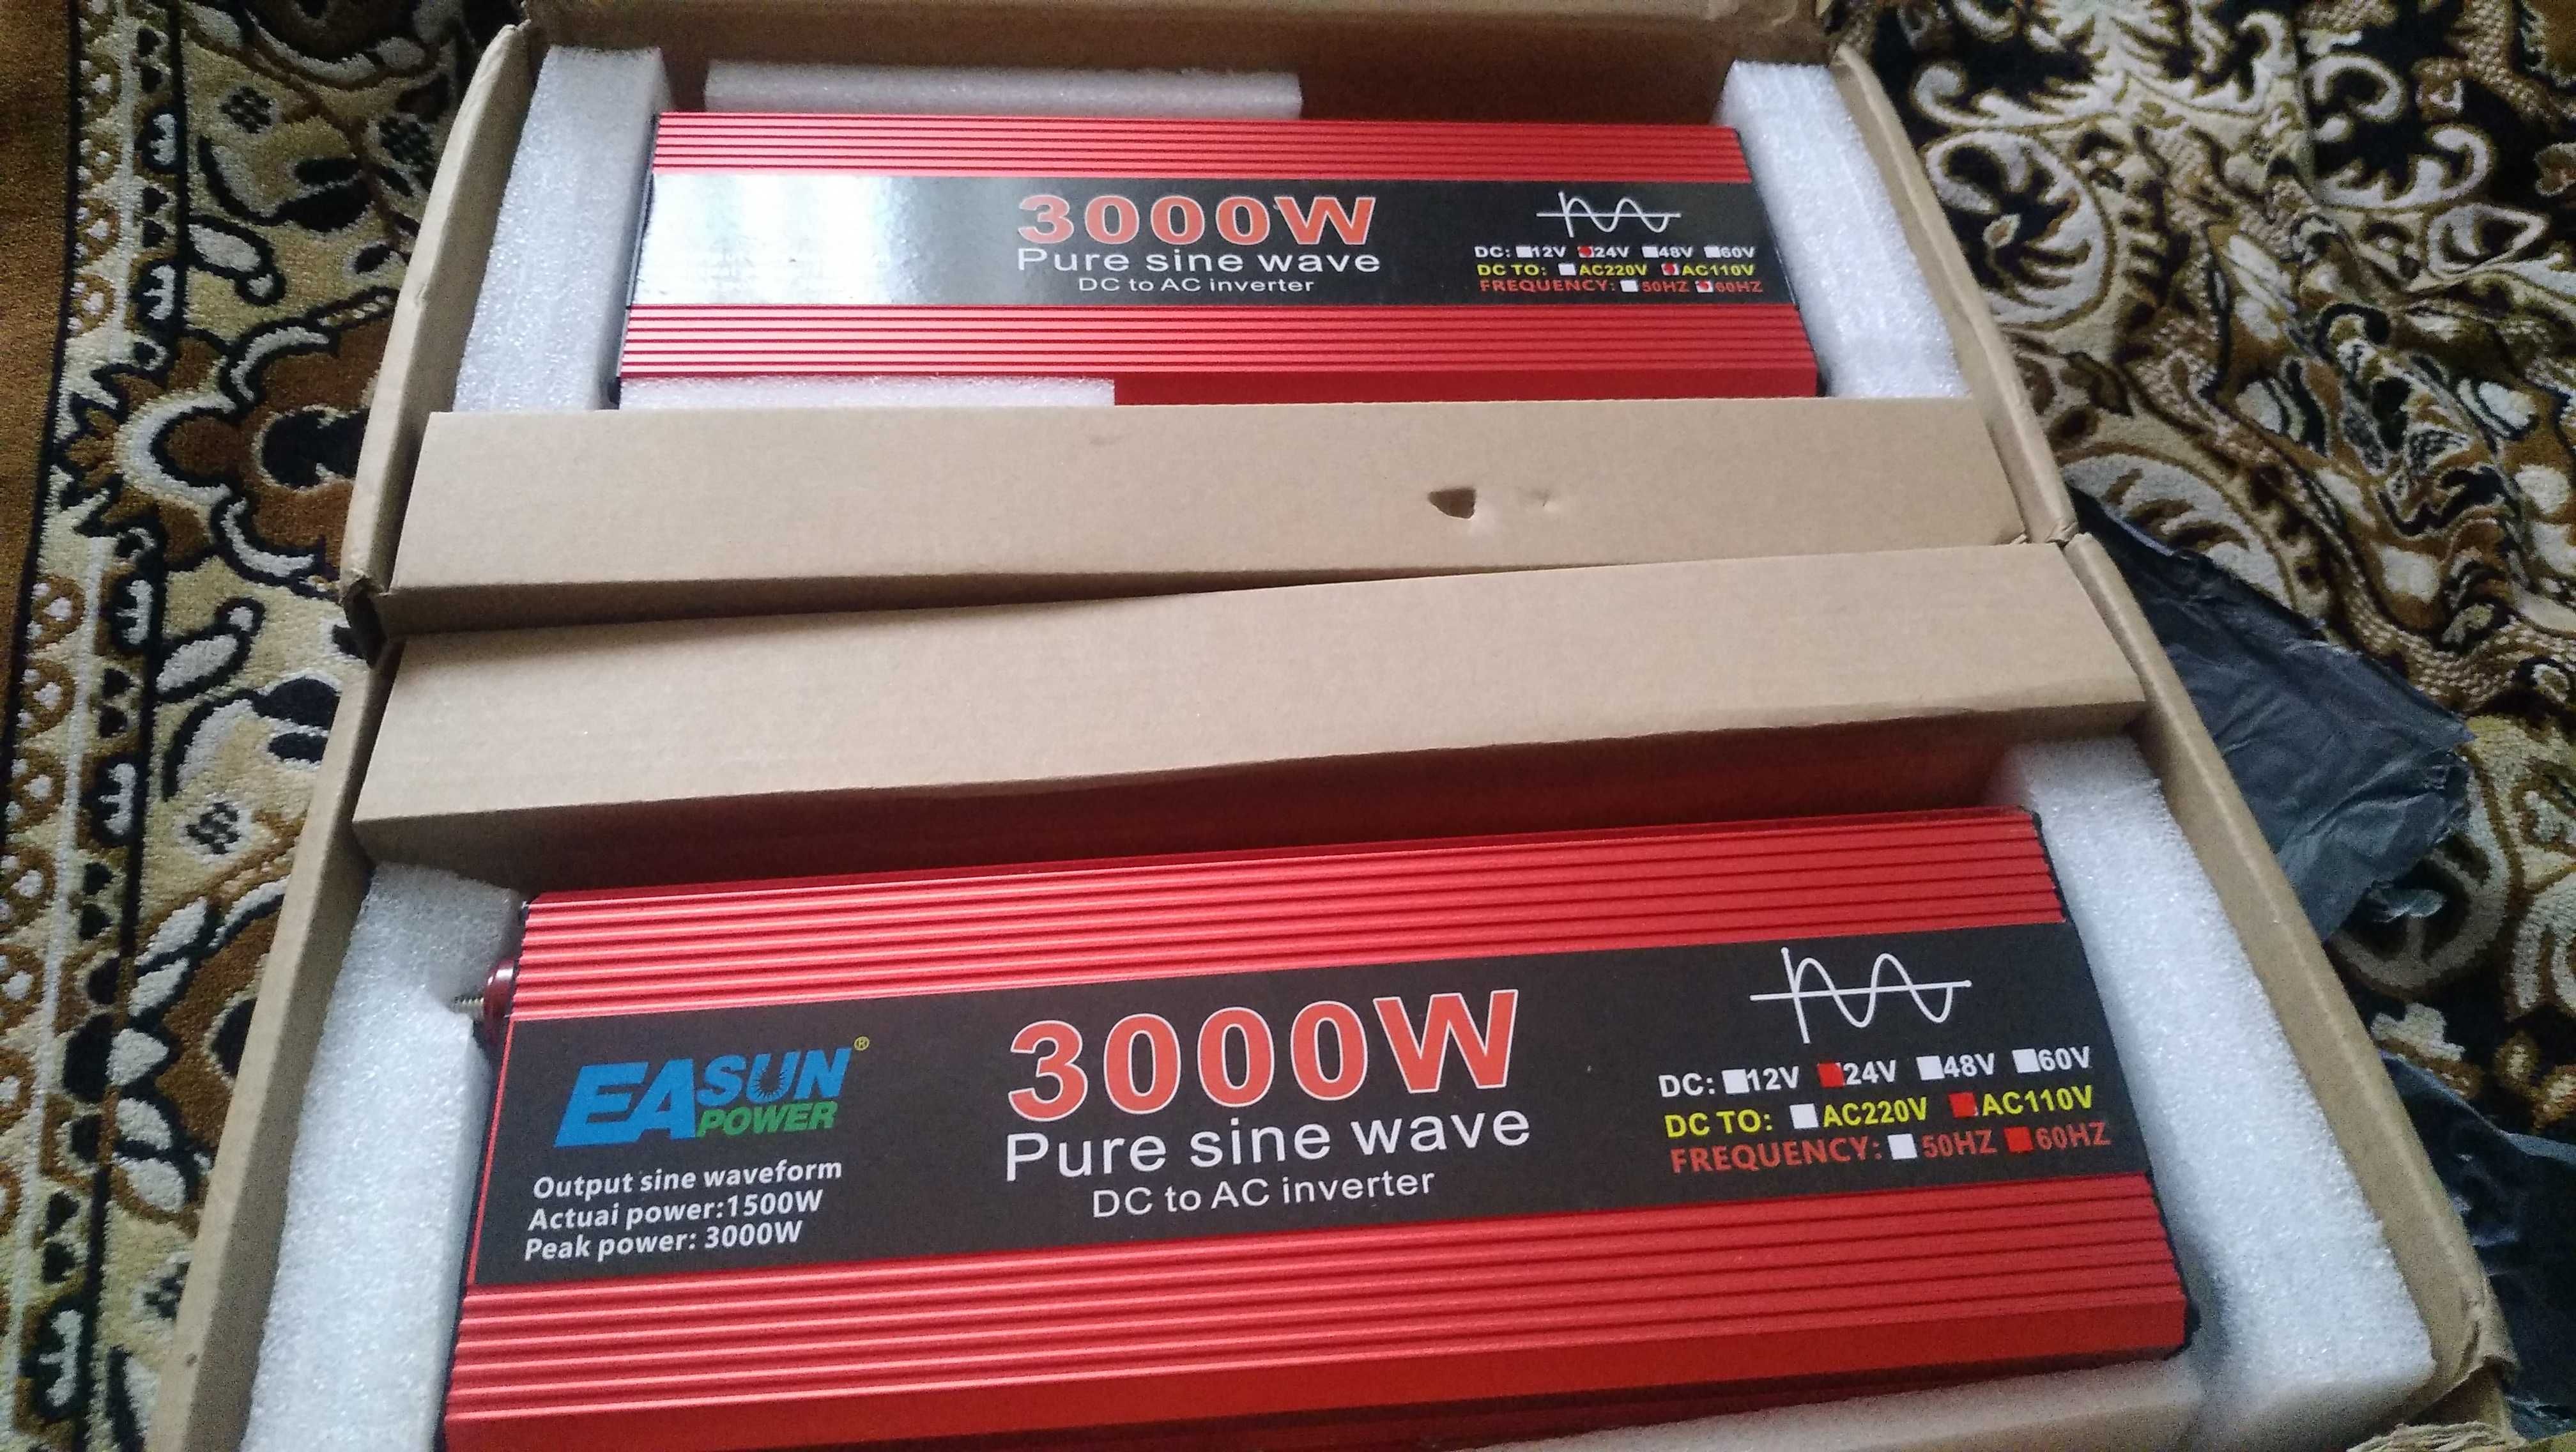 3000W
Pure sine wave
DC to AC inverter
DC: 12V 24V 48V 60V
DC TO: AC220V AC110V
FREQUENCY: 50HZ 60HZ
EASUN POWER ®
Output sine waveform
Actuai power:1500W
Peak power: 3000W
3000W
Pure sine wave
DC to AC inverter
DC: 12V 24V 48V 60V
DC TO: AC220V AC110V
FREQUENCY: 50HZ 60HZ